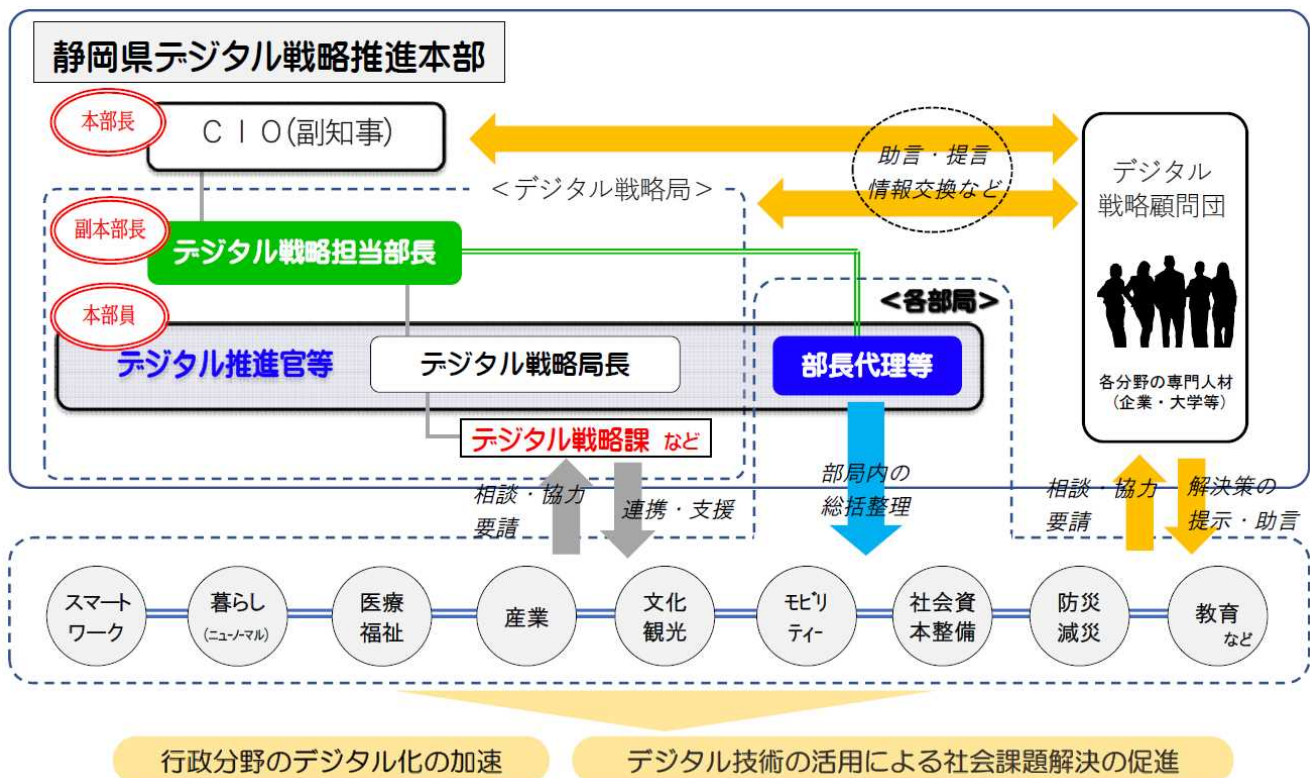 静岡県デジタル戦略推進本部
本部長
CIO(副知事)
助言・提言
情報交換など
デジタル
戦略顧問団
<デジタル戦略局>
副本部長
デジタル戦略担当部長
<各部局>
本部員
デジタル推進官等
デジタル戦略局長
部長代理等
各分野の専門人材
(企業・大学等)
デジタル戦略課 など
相談・協力
要請
連携・支援
部局内の
総括整理
相談・協力
要請
解決策の
提示・助言
スマート
ワーク
暮らし
(ニューノーマル)
医療
福祉
産業
文化
観光
モビリ
ティー
社会資
本整備
防災
減災
教育
など
行政分野のデジタル化の加速
デジタル技術の活用による社会課題解決の促進